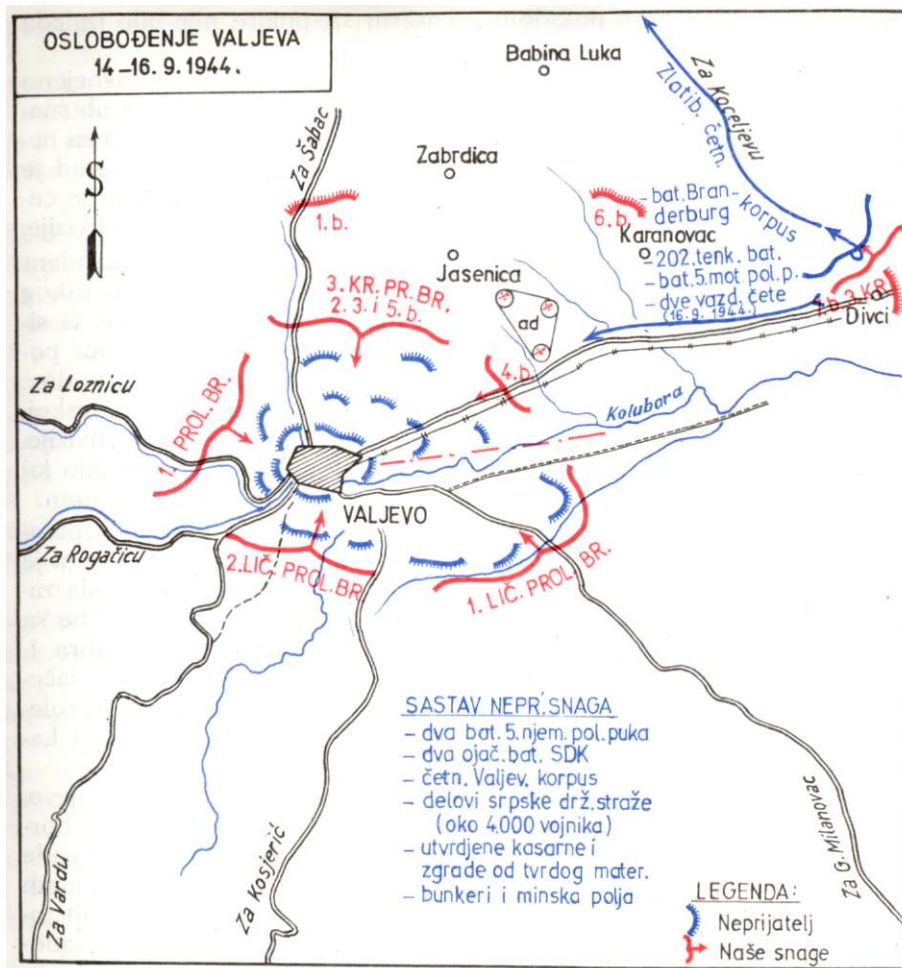 OSLOBOĐENJE VALJEVA
14-16.9.1944.
S
Babina Luka
Za Koceljevu
Zlatib. četn.
korpus
Za Šabac
Zabrdica
1.b.
6.b.
- bat. Bran-
derburg
Karanovac
- 202. tenk. bat.
- bat. 5. mot. pol. p.
- dve vazd. čete
(16.9.1944.)
Jasenica
ad
3. KR.
Divci
3. KR. PR. BR.
2. 3. i 5. b.
4.b.
Kolubora
Za Loznicu
1. PROL. BR.
VALJEVO
Za Rogačicu
2. LIČ. PROL. BR.
1. LIČ. PROL. BR.
SASTAV NEPR. SNAGA
- dva bat. 5. njem. pol. puka
- dva ojač. bat. SDK
- četn. Valjev. korpus
- delovi srpske drž. straže
(oko 4.000 vojnika)
- utvrdjene kasarne i
zgrade od tvrdog mater.
- bunkeri i minska polja
Za Vardu
Za Kosjerić
Za G. Milanovac
LEGENDA:
Neprijatelj
Naše snage